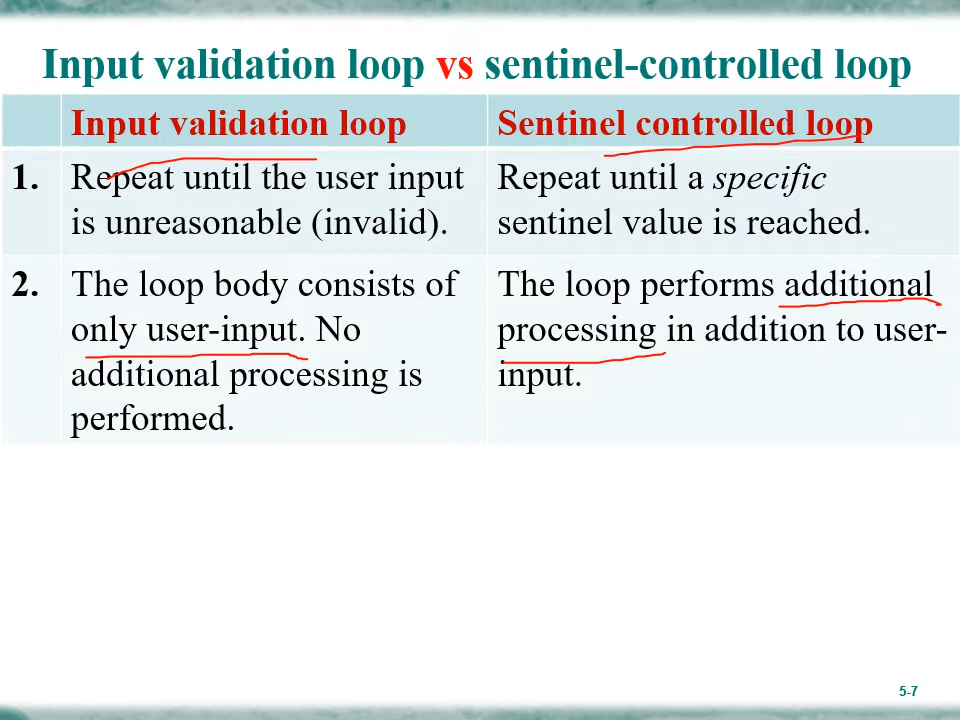 Input validation loop vs sentinel-controlled loop
Input validation loop
Sentinel controlled loop
1.
Repeat until the user input
is unreasonable (invalid).
Repeat until a specific
sentinel value is reached.
2.
The loop body consists of
only user-input. No
additional processing is
performed.
The loop performs additional
processing in addition to user-
input.
5-7